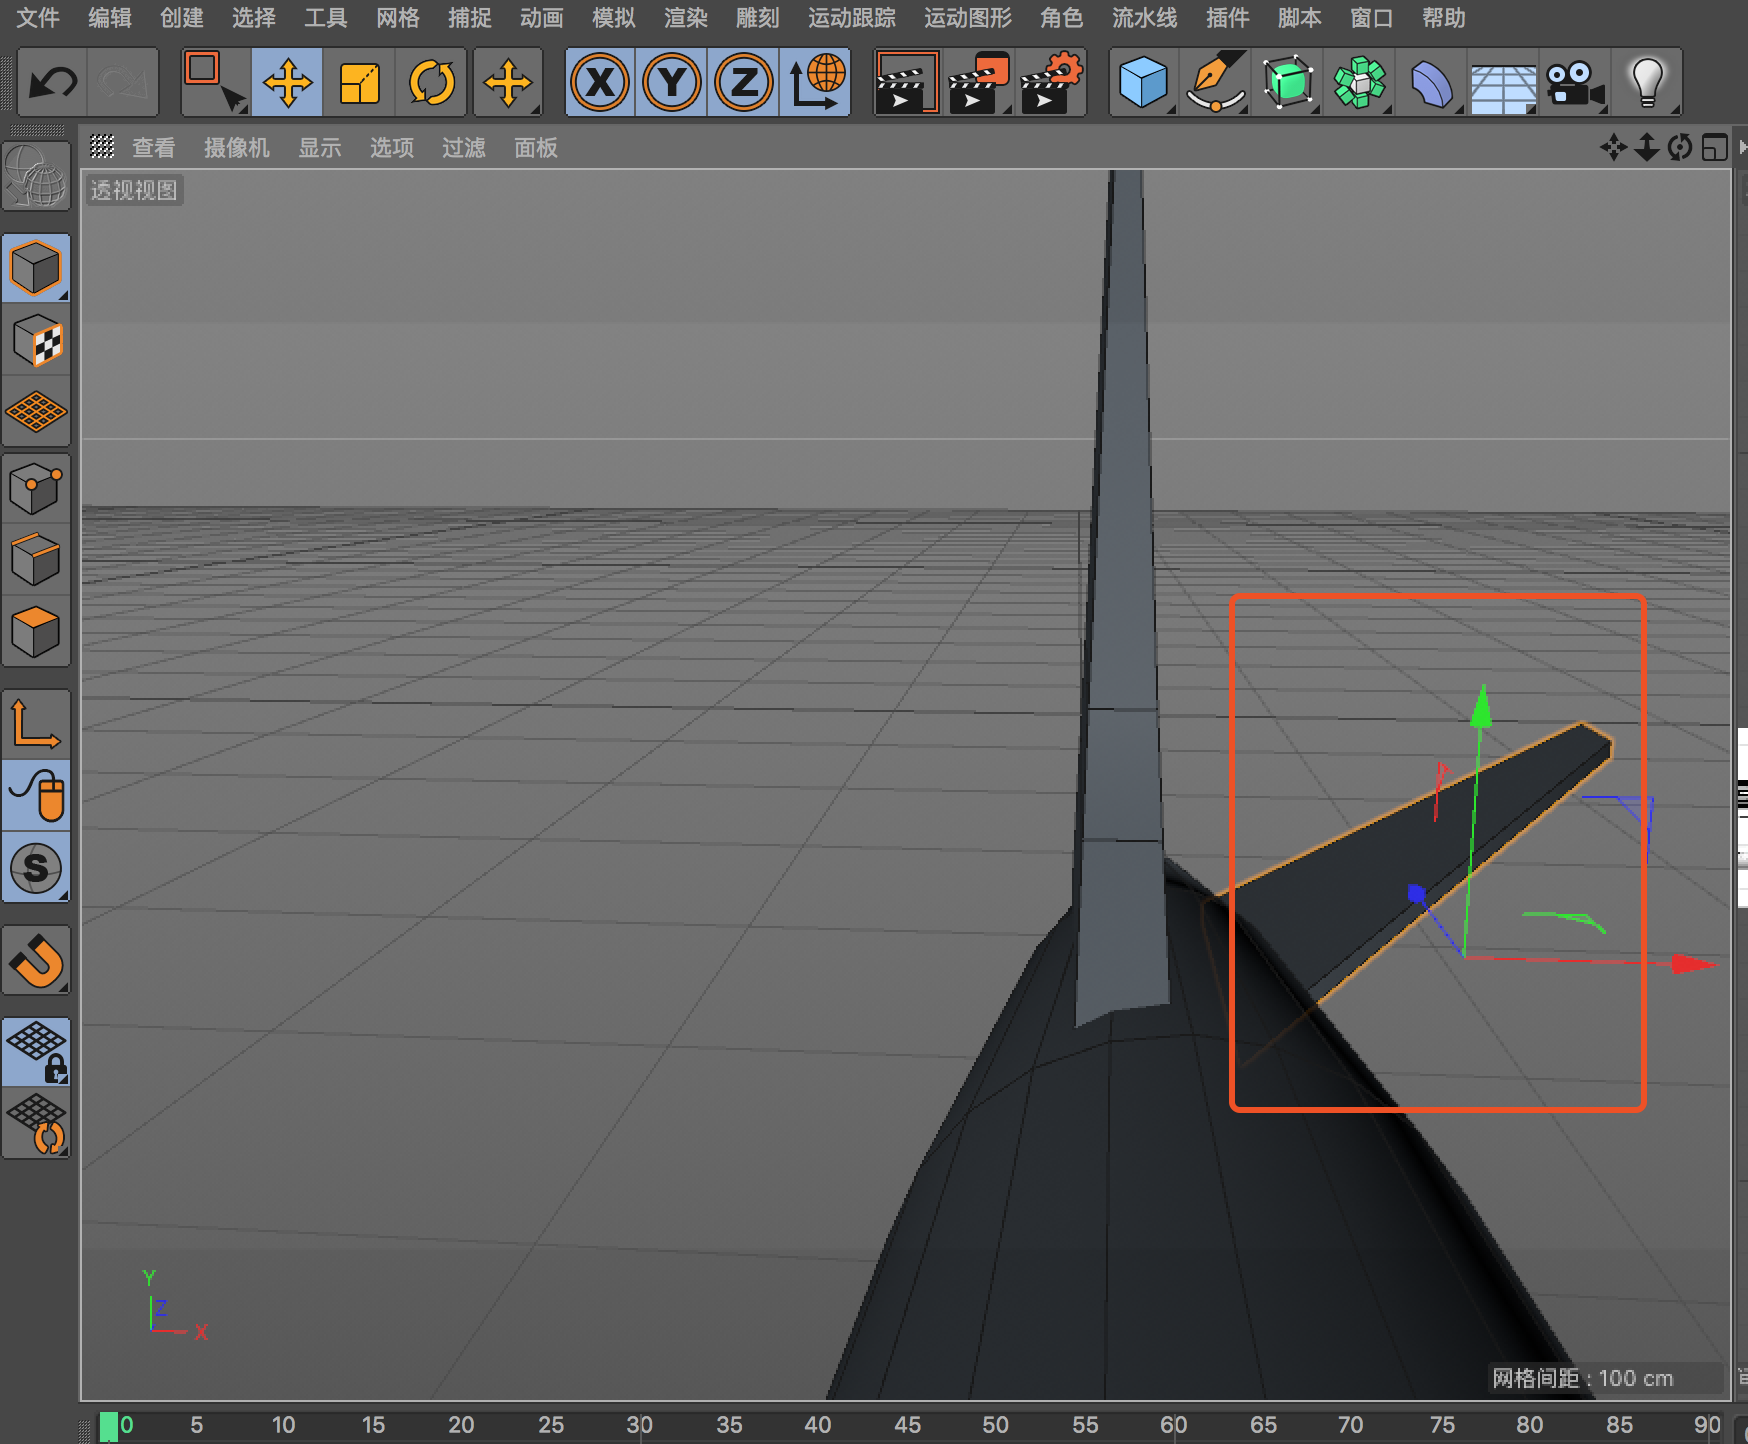 文件 编辑 创建 选择 工具 网格 捕捉 动画 模拟 渲染 雕刻 运动跟踪 运动图形 角色 流水线 插件 脚本 窗口 帮助
X Y Z
查看 摄像机 显示 选项 过滤 面板
透视视图
S
Y
Z
X
网格间距 : 100 cm
0 5 10 15 20 25 30 35 40 45 50 55 60 65 70 75 80 85 90